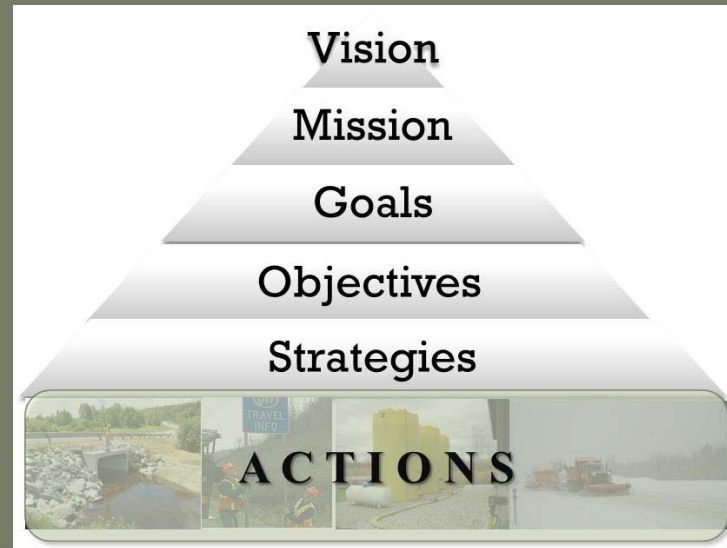 Vision
Mission
Goals
Objectives
Strategies
TRAVEL
INFO
ACTIONS